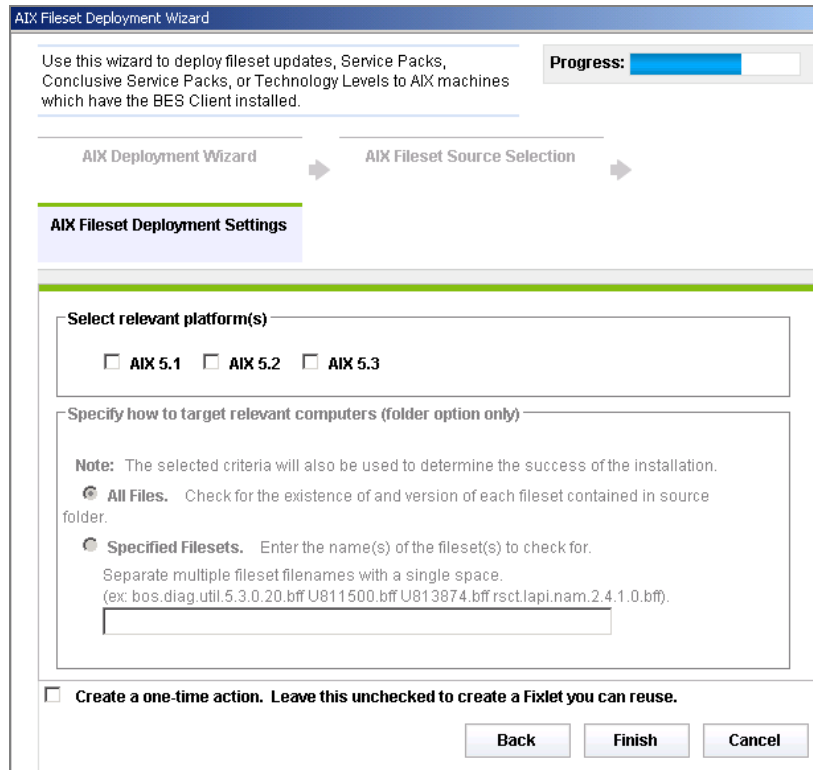 AIX Fileset Deployment Wizard
Use this wizard to deploy fileset updates, Service Packs,
Conclusive Service Packs, or Technology Levels to AIX machines
which have the BES Client installed.
Progress:
AIX Deployment Wizard
AIX Fileset Source Selection
AIX Fileset Deployment Settings
Select relevant platform(s)
AIX 5.1 AIX 5.2 AIX 5.3
Specify how to target relevant computers (folder option only)
Note: The selected criteria will also be used to determine the success of the installation.
All Files. Check for the existence of and version of each fileset contained in source
folder.
Specified Filesets. Enter the name(s) of the fileset(s) to check for.
Separate multiple fileset filenames with a single space.
(ex: bos.diag.util.5.3.0.20.bff U811500.bff U813874.bff rsct.lapi.nam.2.4.1.0.bff).
Create a one-time action. Leave this unchecked to create a Fixlet you can reuse.
Back Finish Cancel